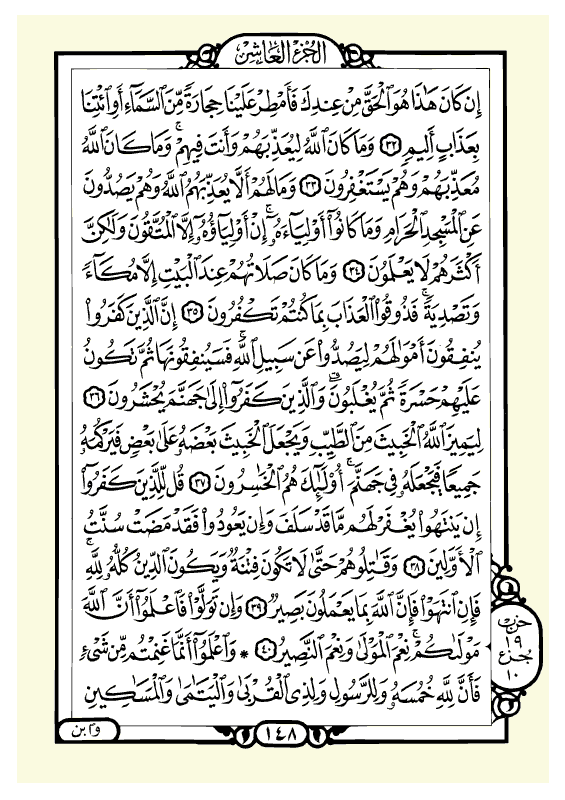 الجزء العاشر
إِن كَانَ هَٰذَا هُوَ ٱلْحَقَّ مِنْ عِندِكَ فَأَمْطِرْ عَلَيْنَا حِجَارَةً مِّنَ ٱلسَّمَآءِ أَوِ ٱئْتِنَا
بِعَذَابٍ أَلِيمٍ ٣٢ وَمَا كَانَ ٱللَّهُ لِيُعَذِّبَهُمْ وَأَنتَ فِيهِمْ ۚ وَمَا كَانَ ٱللَّهُ
مُعَذِّبَهُمْ وَهُمْ يَسْتَغْفِرُونَ ٣٣ وَمَا لَهُمْ أَلَّا يُعَذِّبَهُمُ ٱللَّهُ وَهُمْ يَصُدُّونَ
عَنِ ٱلْمَسْجِدِ ٱلْحَرَامِ وَمَا كَانُوٓا۟ أَوْلِيَآءَهُۥٓ ۚ إِنْ أَوْلِيَآؤُهُۥٓ إِلَّا ٱلْمُتَّقُونَ وَلَٰكِنَّ
أَكْثَرَهُمْ لَا يَعْلَمُونَ ٣٤ وَمَا كَانَ صَلَاتُهُمْ عِندَ ٱلْبَيْتِ إِلَّا مُكَآءً
وَتَصْدِيَةً ۚ فَذُوقُوا۟ ٱلْعَذَابَ بِمَا كُنتُمْ تَكْفُرُونَ ٣٥ إِنَّ ٱلَّذِينَ كَفَرُوا۟
يُنفِقُونَ أَمْوَٰلَهُمْ لِيَصُدُّوا۟ عَن سَبِيلِ ٱللَّهِ ۚ فَسَيُنفِقُونَهَا ثُمَّ تَكُونُ
عَلَيْهِمْ حَسْرَةً ثُمَّ يُغْلَبُونَ ۗ وَٱلَّذِينَ كَفَرُوٓا۟ إِلَىٰ جَهَنَّمَ يُحْشَرُونَ ٣٦
لِيَمِيزَ ٱللَّهُ ٱلْخَبِيثَ مِنَ ٱلطَّيِّبِ وَيَجْعَلَ ٱلْخَبِيثَ بَعْضَهُۥ عَلَىٰ بَعْضٍ فَيَرْكُمَهُۥ
جَمِيعًا فَيَجْعَلَهُۥ فِى جَهَنَّمَ ۚ أُو۟لَٰٓئِكَ هُمُ ٱلْخَٰسِرُونَ ٣٧ قُل لِّلَّذِينَ كَفَرُوٓا۟
إِن يَنتَهُوا۟ يُغْفَرْ لَهُم مَّا قَدْ سَلَفَ وَإِن يَعُودُوا۟ فَقَدْ مَضَتْ سُنَّتُ
ٱلْأَوَّلِينَ ٣٨ وَقَٰتِلُوهُمْ حَتَّىٰ لَا تَكُونَ فِتْنَةٌ وَيَكُونَ ٱلدِّينُ كُلُّهُۥ لِلَّهِ ۚ
فَإِنِ ٱنتَهَوْا۟ فَإِنَّ ٱللَّهَ بِمَا يَعْمَلُونَ بَصِيرٌ ٣٩ وَإِن تَوَلَّوْا۟ فَٱعْلَمُوٓا۟ أَنَّ ٱللَّهَ
مَوْلَىٰكُمْ ۚ نِعْمَ ٱلْمَوْلَىٰ وَنِعْمَ ٱلنَّصِيرُ ٤٠ * وَٱعْلَمُوٓا۟ أَنَّمَا غَنِمْتُم مِّن شَىْءٍ
فَأَنَّ لِلَّهِ خُمُسَهُۥ وَلِلرَّسُولِ وَلِذِى ٱلْقُرْبَىٰ وَٱلْيَتَٰمَىٰ وَٱلْمَسَٰكِينِ
حزب
١٩
جزء
١٠
وٱبن
١٤٨